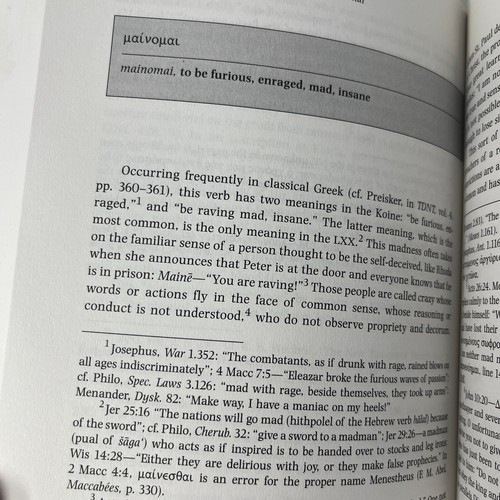 μαίνομαι
mainomai, to be furious, enraged, mad, insane
Occurring frequently in classical Greek (cf. Preisker, in TDNT, vol. 4,
pp. 360–361), this verb has two meanings in the Koine: "be furious, en-
raged,"1 and "be raving mad, insane." The latter meaning, which is the
most common, is the only meaning in the LXX.2 This madness often takes
on the familiar sense of a person thought to be the self-deceived, like Rhoda
when she announces that Peter is at the door and everyone knows that he
is in prison: Mainē—"You are raving!"3 Those people are called crazy whose
words or actions fly in the face of common sense, whose reasoning or
conduct is not understood,4 who do not observe propriety and decorum.
1 Josephus, War 1.352: "The combatants, as if drunk with rage, rained blows on
all ages indiscriminately"; 4 Macc 7:5—"Eleazar broke the furious waves of passion";
cf. Philo, Spec. Laws 3.126: "mad with rage, beside themselves, they took up arms";
Menander, Dysk. 82: "Make way, I have a maniac on my heels!"
2 Jer 25:16 "The nations will go mad (hithpolel of the Hebrew verb hālal) because
of the sword"; cf. Philo, Cherub. 32: "give a sword to a madman"; Jer 29:26—a madman
(pual of šāga‘) who acts as if inspired is to be handed over to stocks and leg irons;
Wis 14:28—"Either they are delirious with joy, or they make false prophecies." In
2 Macc 4:4, μαίνεσθαι is an error for the proper name Menestheus (F. M. Abel,
Maccabées, p. 330).